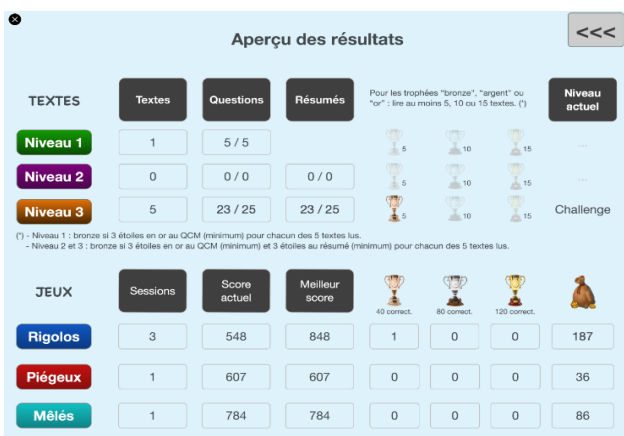 <<<
Aperçu des résultats
TEXTES
Textes
Questions
Résumés
Pour les trophées "bronze", "argent" ou
"or" : lire au moins 5, 10 ou 15 textes. (*)
Niveau
actuel
Niveau 1 1 5 / 5 5 10 15 ...
Niveau 2 0 0 / 0 0 / 0 5 10 15 ...
Niveau 3 5 23 / 25 23 / 25 5 10 15 Challenge
(*) - Niveau 1 : bronze si 3 étoiles en or au QCM (minimum) pour chacun des 5 textes lus.
- Niveau 2 et 3 : bronze si 3 étoiles en or au QCM (minimum) et 3 étoiles au résumé (minimum) pour chacun des 5 textes lus.
JEUX
Sessions
Score
actuel
Meilleur
score
40 correct. 80 correct. 120 correct.
Rigolos 3 548 848 1 0 0 187
Piégeux 1 607 607 0 0 0 36
Mêlés 1 784 784 0 0 0 86